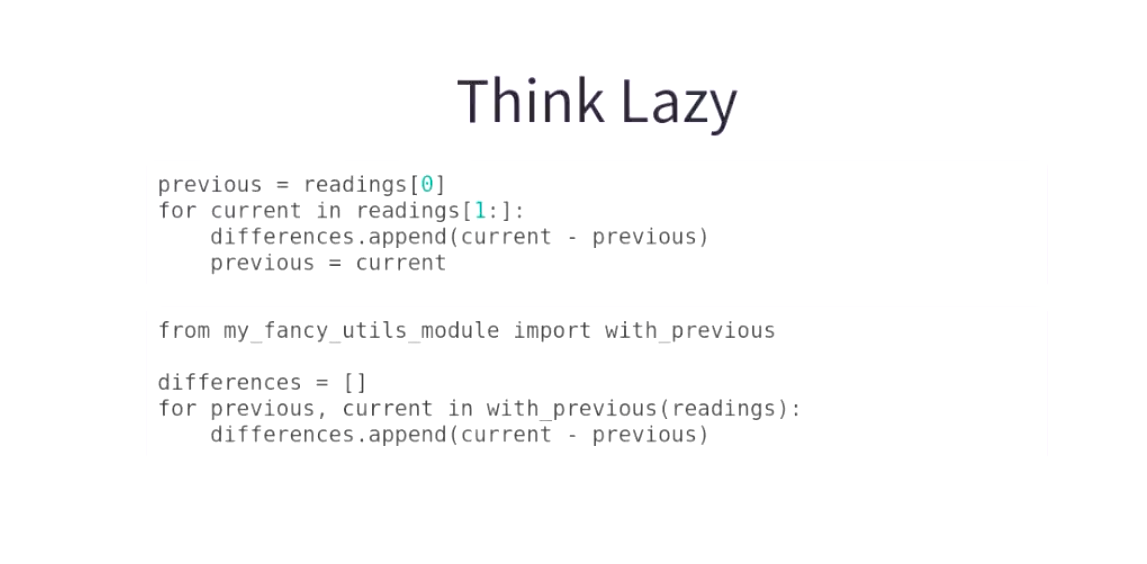 Think Lazy
previous = readings[0]
for current in readings[1:]:
    differences.append(current - previous)
    previous = current
from my_fancy_utils_module import with_previous
differences = []
for previous, current in with_previous(readings):
    differences.append(current - previous)